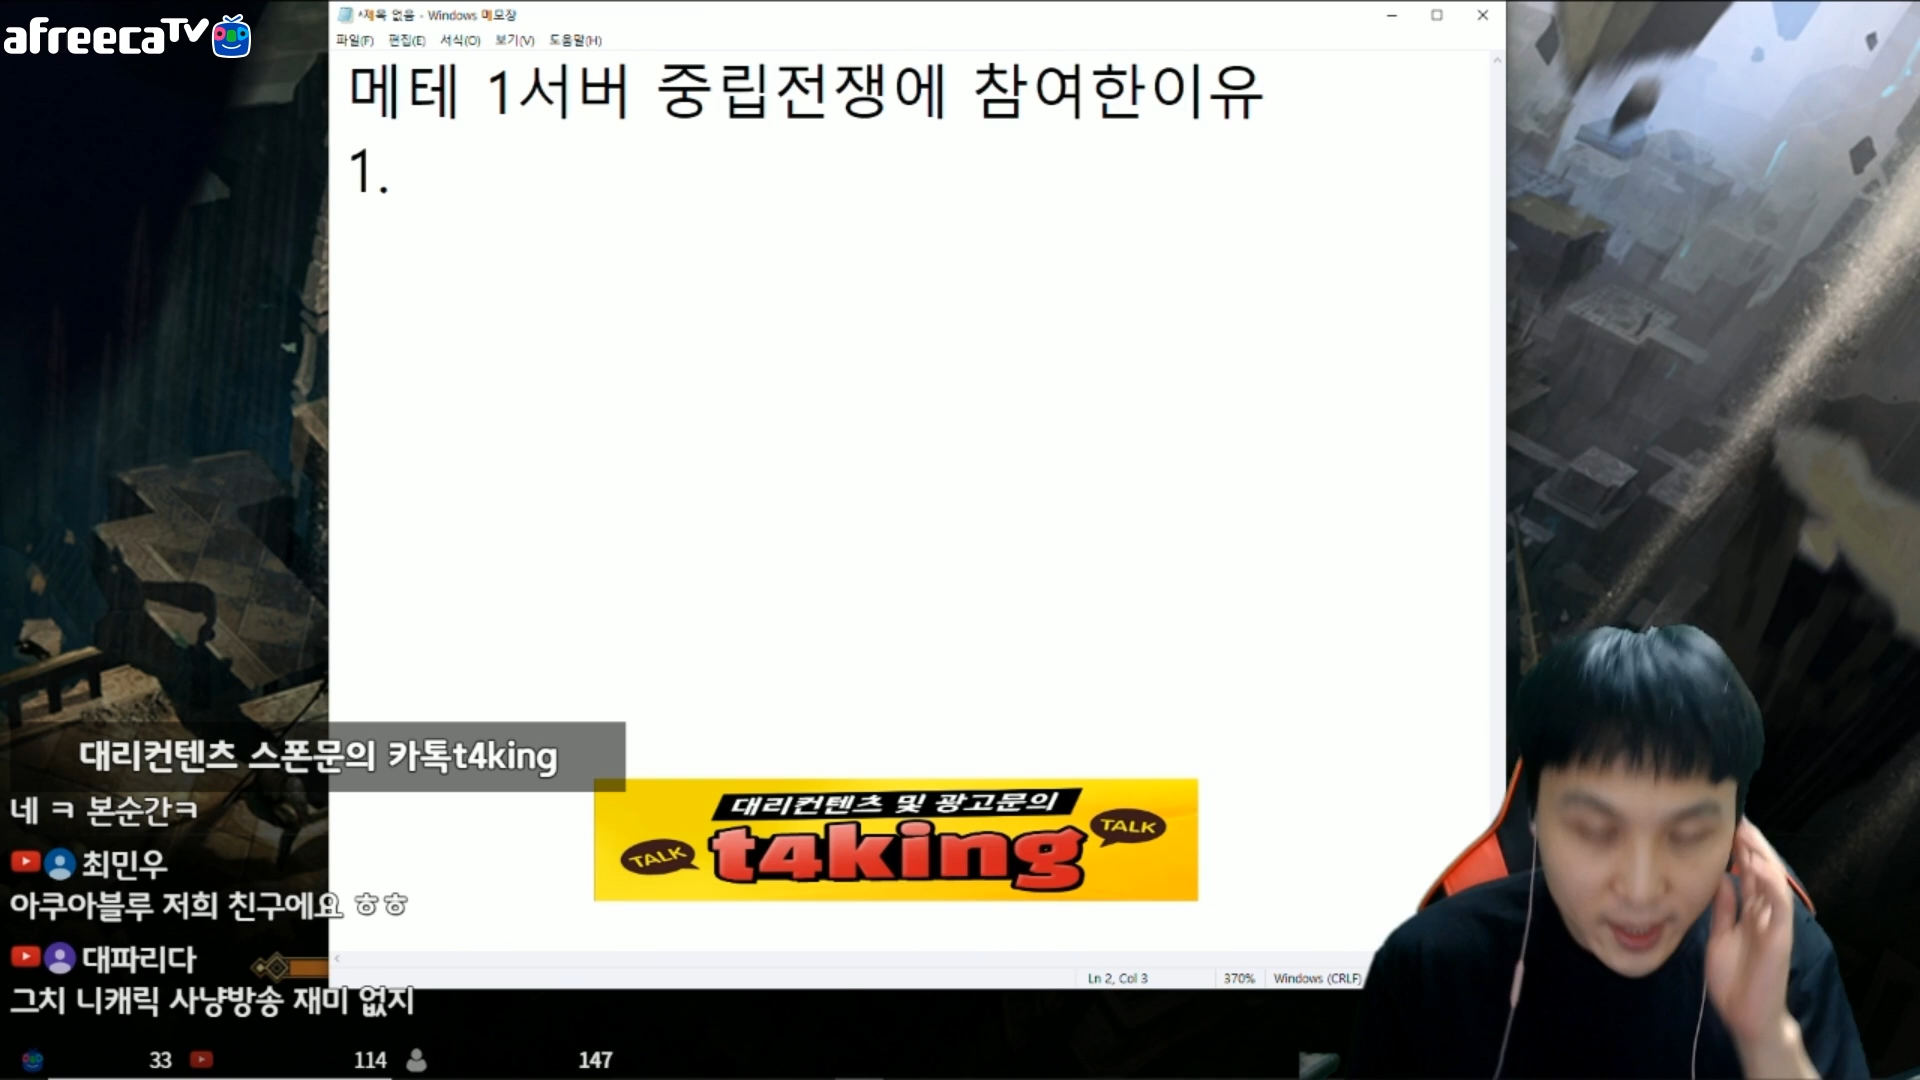 afreecaTV
*제목 없음 - Windows 메모장
파일(F) 편집(E) 서식(O) 보기(V) 도움말(H)
메테 1서버 중립전쟁에 참여한이유
1.
대리컨텐츠 스폰문의 카톡t4king
네 ㅋ 본순간ㅋ
최민우
아쿠아블루 저희 친구에요 ㅎㅎ
대파리다
그치 니캐릭 사냥방송 재미 없지
대리컨텐츠 및 광고문의
TALK t4king TALK
Ln 2, Col 3 370% Windows (CRLF)
33 114 147